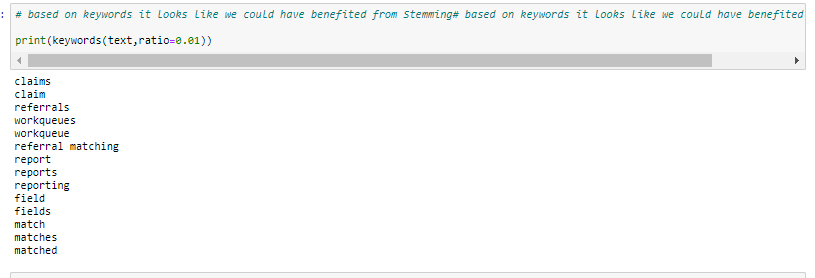 :
# based on keywords it looks like we could have benefited from Stemming# based on keywords it looks like we could have benefited
print(keywords(text,ratio=0.01))
claims
claim
referrals
workqueues
workqueue
referral matching
report
reports
reporting
field
fields
match
matches
matched